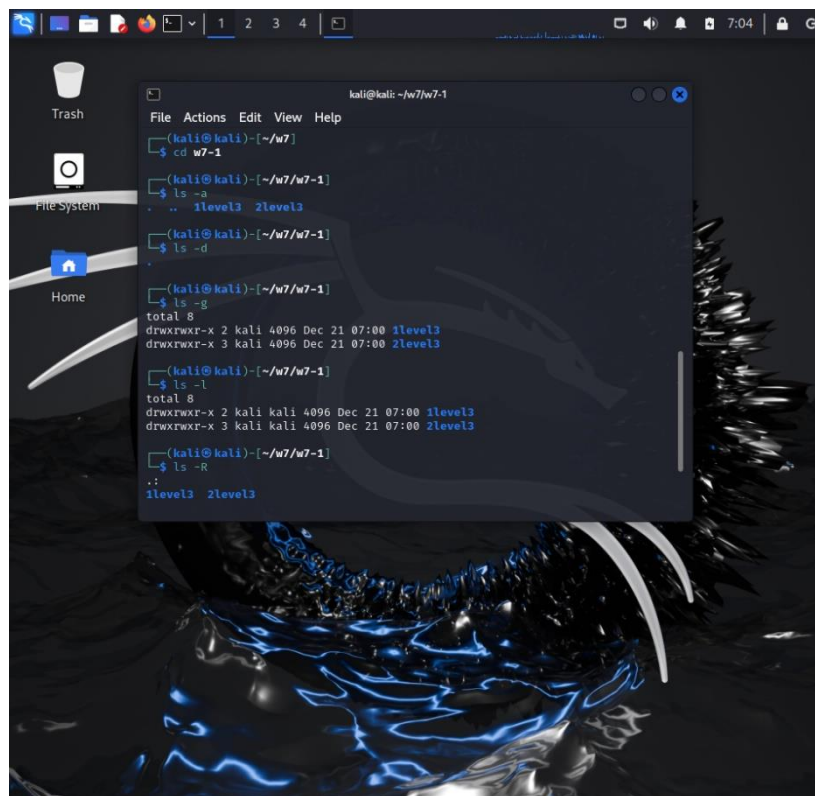 1 2 3 4 7:04
Trash
File System
Home
kali@kali: ~/w7/w7-1
File Actions Edit View Help
┌──(kali㉿kali)-[~/w7]
└─$ cd w7-1
┌──(kali㉿kali)-[~/w7/w7-1]
└─$ ls -a
. .. 1level3 2level3
┌──(kali㉿kali)-[~/w7/w7-1]
└─$ ls -d
.
┌──(kali㉿kali)-[~/w7/w7-1]
└─$ ls -g
total 8
drwxrwxr-x 2 kali 4096 Dec 21 07:00 1level3
drwxrwxr-x 3 kali 4096 Dec 21 07:00 2level3
┌──(kali㉿kali)-[~/w7/w7-1]
└─$ ls -l
total 8
drwxrwxr-x 2 kali kali 4096 Dec 21 07:00 1level3
drwxrwxr-x 3 kali kali 4096 Dec 21 07:00 2level3
┌──(kali㉿kali)-[~/w7/w7-1]
└─$ ls -R
.:
1level3 2level3